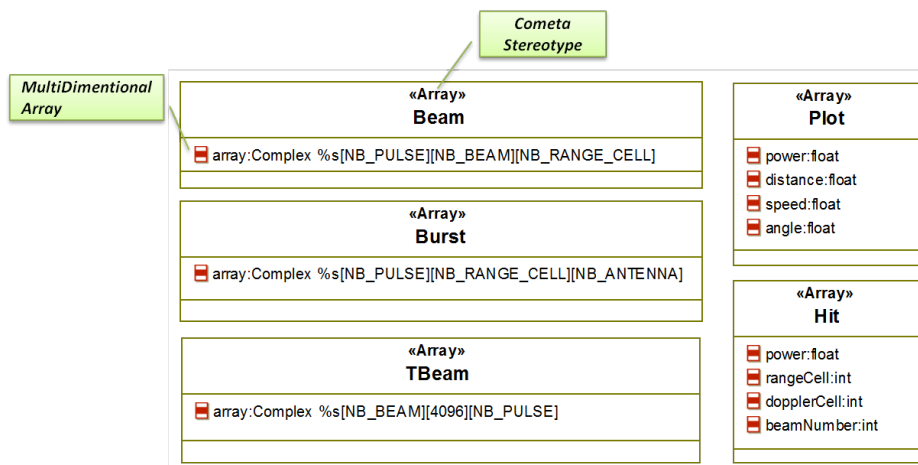 Cometa
Stereotype
MultiDimentional
Array
«Array»
Beam
array:Complex %s[NB_PULSE][NB_BEAM][NB_RANGE_CELL]
«Array»
Burst
array:Complex %s[NB_PULSE][NB_RANGE_CELL][NB_ANTENNA]
«Array»
TBeam
array:Complex %s[NB_BEAM][4096][NB_PULSE]
«Array»
Plot
power:float
distance:float
speed:float
angle:float
«Array»
Hit
power:float
rangeCell:int
dopplerCell:int
beamNumber:int